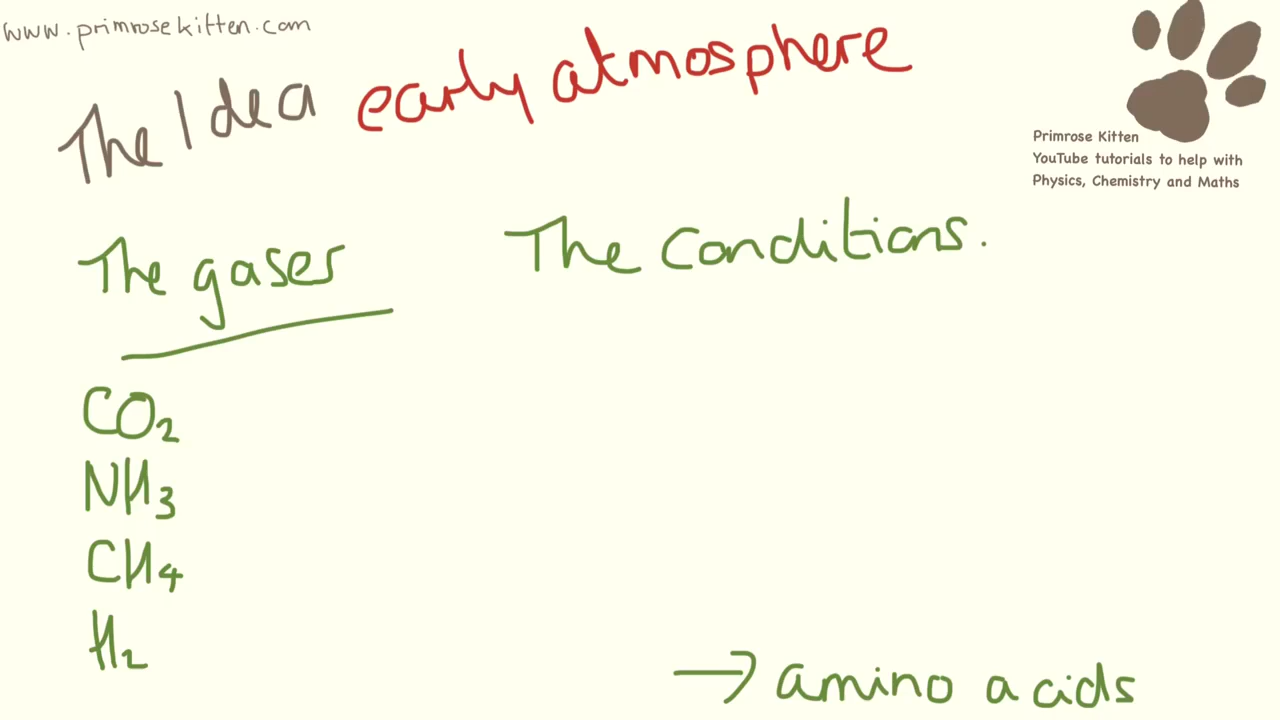 www.primrosekitten.com
The Idea early atmosphere
Primrose Kitten
YouTube tutorials to help with
Physics, Chemistry and Maths
The gases The Conditions.
CO2
NH3
CH4
H2
→ amino acids